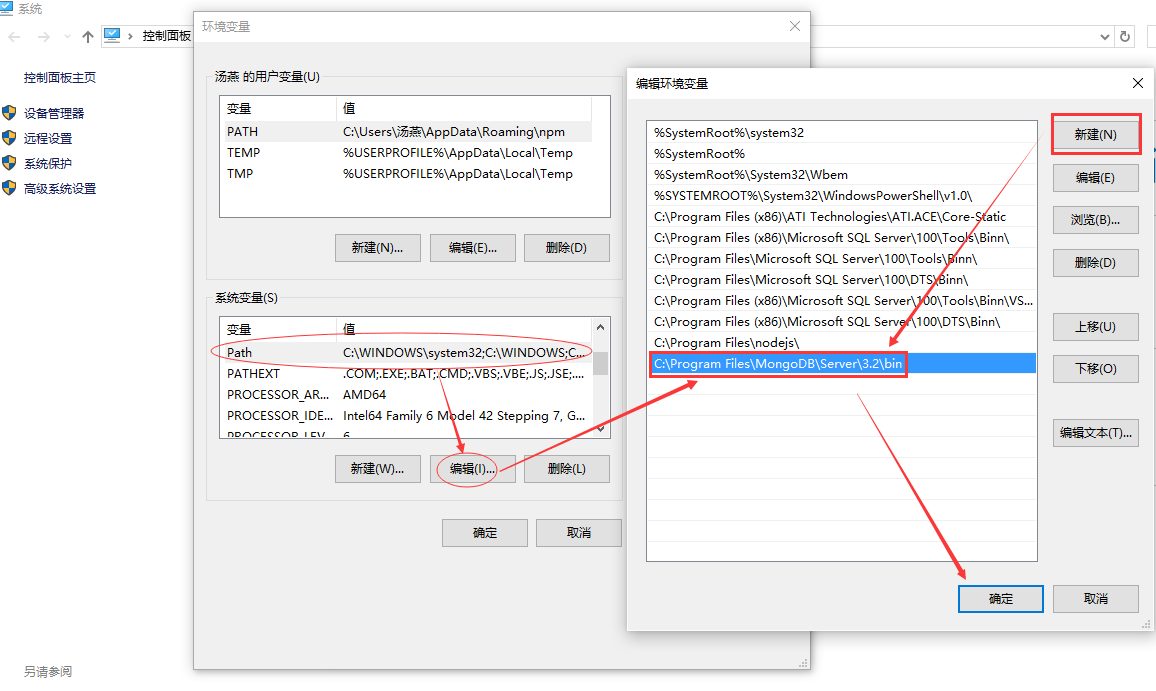 系统
控制面板
控制面板主页
设备管理器
远程设置
系统保护
高级系统设置
另请参阅
环境变量
汤燕 的用户变量(U)
变量 值
PATH C:\Users\汤燕\AppData\Roaming\npm
TEMP %USERPROFILE%\AppData\Local\Temp
TMP %USERPROFILE%\AppData\Local\Temp
新建(N)... 编辑(E)... 删除(D)
系统变量(S)
变量 值
Path C:\WINDOWS\system32;C:\WINDOWS;C...
PATHEXT .COM;.EXE;.BAT;.CMD;.VBS;.VBE;.JS;.JSE;....
PROCESSOR_AR... AMD64
PROCESSOR_IDE... Intel64 Family 6 Model 42 Stepping 7, G...
PROCESSOR_LEV... 6
新建(W)... 编辑(I)... 删除(L)
确定 取消
编辑环境变量
%SystemRoot%\system32
%SystemRoot%
%SystemRoot%\System32\Wbem
%SYSTEMROOT%\System32\WindowsPowerShell\v1.0\
C:\Program Files (x86)\ATI Technologies\ATI.ACE\Core-Static
C:\Program Files (x86)\Microsoft SQL Server\100\Tools\Binn\
C:\Program Files\Microsoft SQL Server\100\Tools\Binn\
C:\Program Files\Microsoft SQL Server\100\DTS\Binn\
C:\Program Files (x86)\Microsoft SQL Server\100\Tools\Binn\VS...
C:\Program Files (x86)\Microsoft SQL Server\100\DTS\Binn\
C:\Program Files\nodejs\
C:\Program Files\MongoDB\Server\3.2\bin
新建(N)
编辑(E)
浏览(B)...
删除(D)
上移(U)
下移(O)
编辑文本(T)...
确定 取消